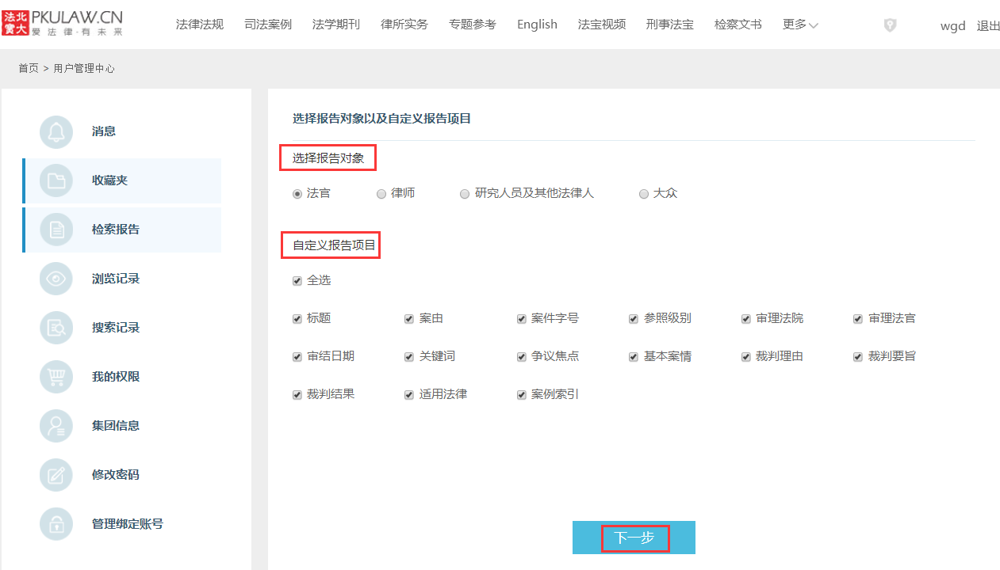 法北
寳大
PKULAW.CN
爱法律·有未来
法律法规 司法案例 法学期刊 律所实务 专题参考 English 法宝视频 刑事法宝 检察文书 更多 wgd 退出
首页 > 用户管理中心
消息
收藏夹
检索报告
浏览记录
搜索记录
我的权限
集团信息
修改密码
管理绑定账号
选择报告对象以及自定义报告项目
选择报告对象
法官 律师 研究人员及其他法律人 大众
自定义报告项目
全选
标题 案由 案件字号 参照级别 审理法院 审理法官
审结日期 关键词 争议焦点 基本案情 裁判理由 裁判要旨
裁判结果 适用法律 案例索引
下一步